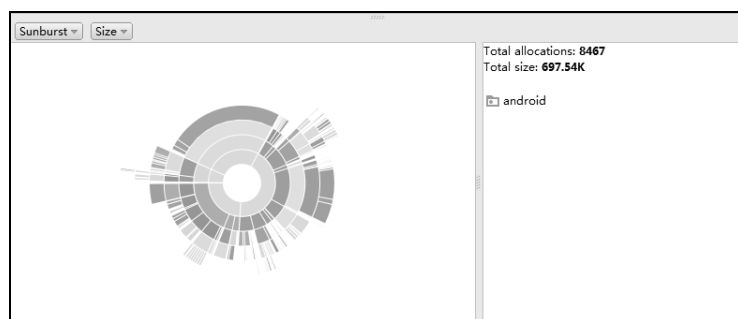 Sunburst Size
Total allocations: 8467
Total size: 697.54K
android